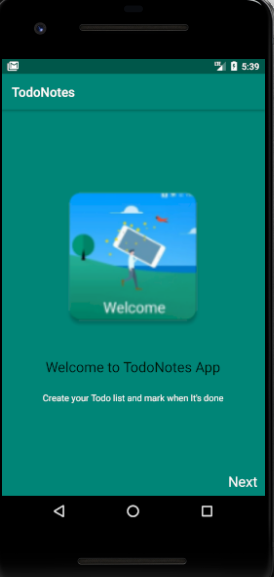 5:39
TodoNotes
Welcome
Welcome to TodoNotes App
Create your Todo list and mark when It's done
Next